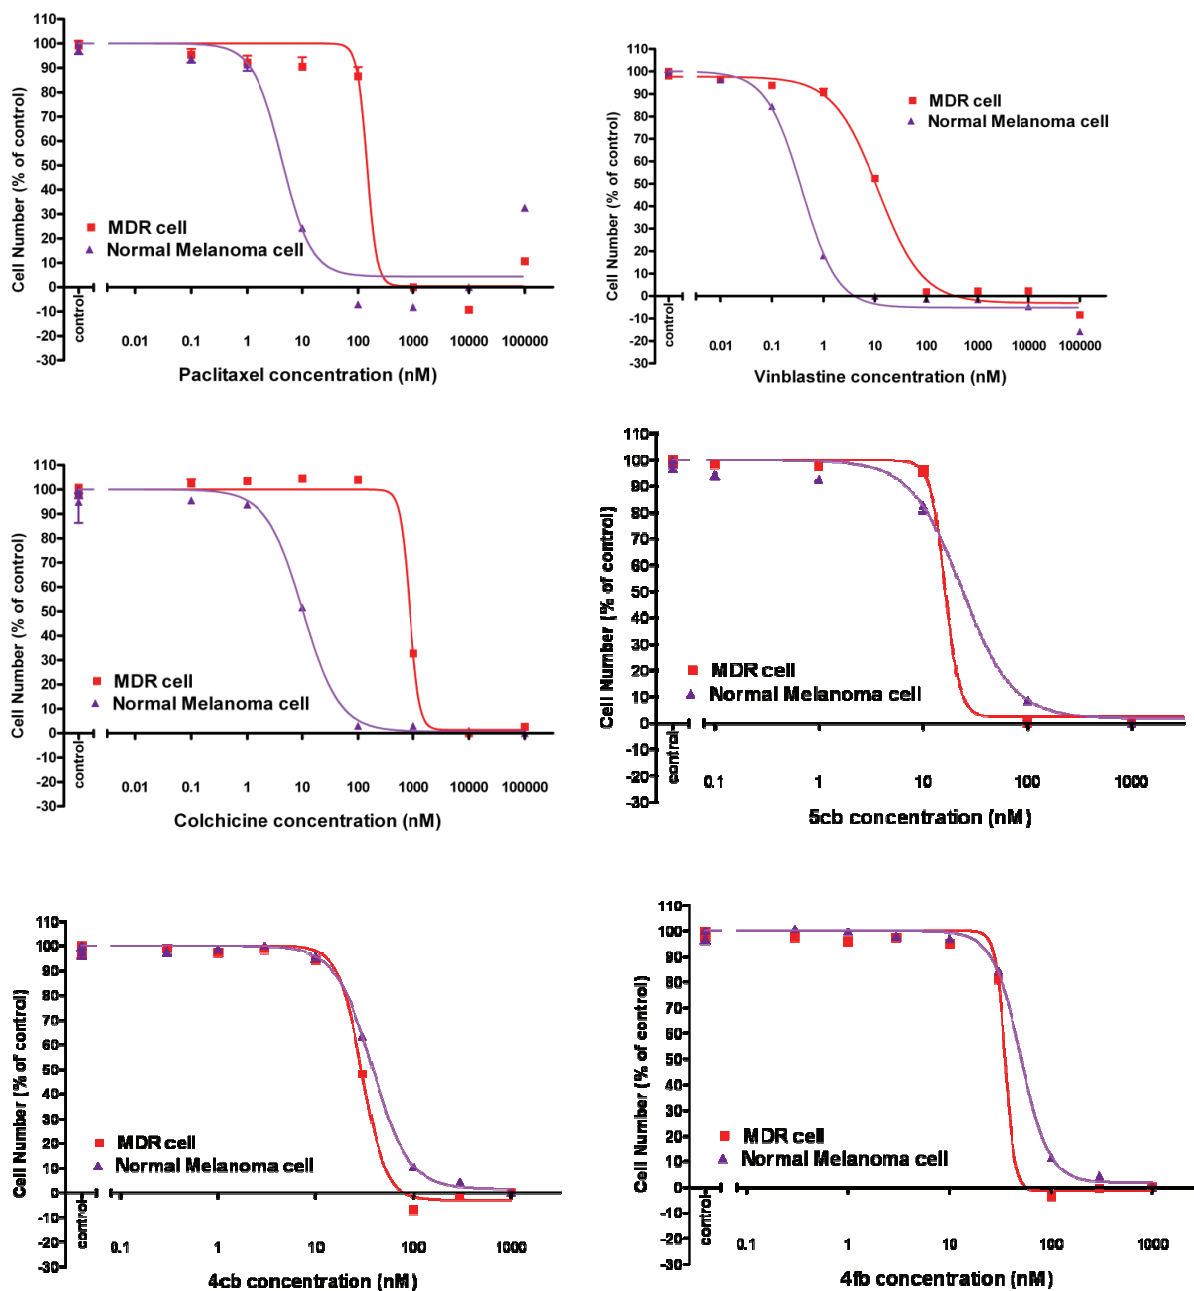 110
100
90
80
70
60
50
40
30
20
10
0
-10
-20
-30
Cell Number (% of control)
MDR cell
Normal Melanoma cell
control
0.01 0.1 1 10 100 1000 10000 100000
Paclitaxel concentration (nM)
110
100
90
80
70
60
50
40
30
20
10
0
-10
-20
-30
Cell Number (% of control)
MDR cell
Normal Melanoma cell
control
0.01 0.1 1 10 100 1000 10000 100000
Vinblastine concentration (nM)
110
100
90
80
70
60
50
40
30
20
10
0
-10
-20
-30
Cell Number (% of control)
MDR cell
Normal Melanoma cell
control
0.01 0.1 1 10 100 1000 10000 100000
Colchicine concentration (nM)
110
100
90
80
70
60
50
40
30
20
10
0
-10
-20
-30
Cell Number (% of control)
MDR cell
Normal Melanoma cell
control
0.1 1 10 100 1000
5cb concentration (nM)
110
100
90
80
70
60
50
40
30
20
10
0
-10
-20
-30
Cell Number (% of control)
MDR cell
Normal Melanoma cell
control
0.1 1 10 100 1000
4cb concentration (nM)
110
100
90
80
70
60
50
40
30
20
10
0
-10
-20
-30
Cell Number (% of control)
MDR cell
Normal Melanoma cell
control
0.1 1 10 100 1000
4fb concentration (nM)